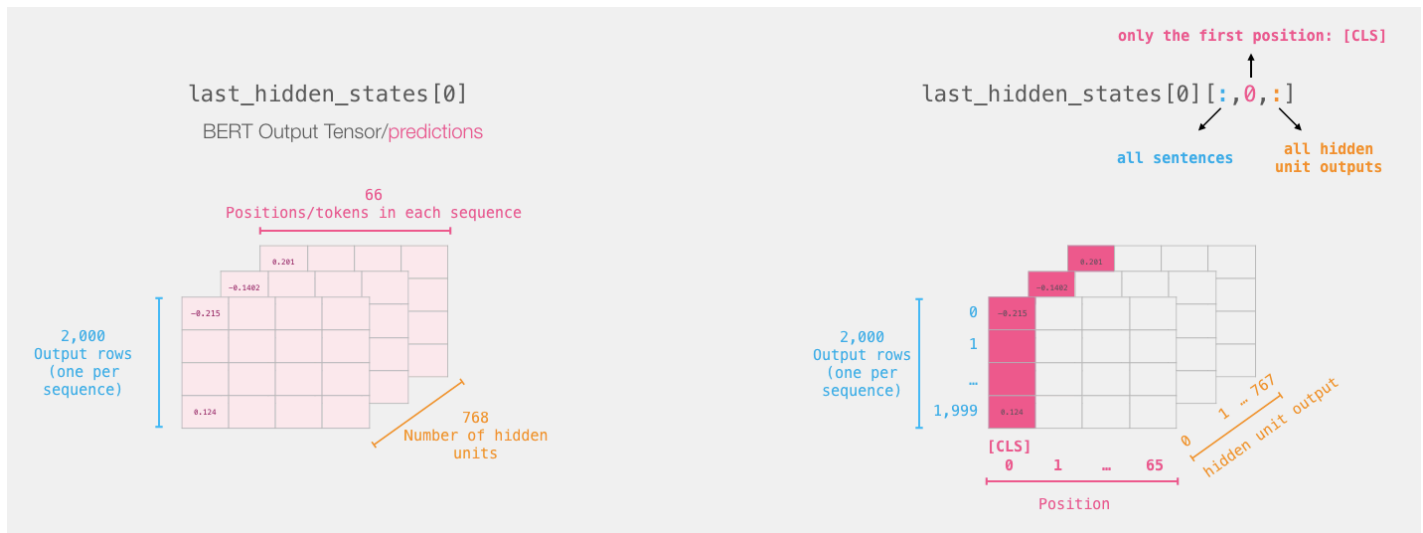 last_hidden_states[0]
BERT Output Tensor/predictions
66
Positions/tokens in each sequence
0.201
-0.1402
-0.215
0.124
2,000
Output rows
(one per
sequence)
768
Number of hidden
units
only the first position: [CLS]
last_hidden_states[0][:,0,:]
all sentences
all hidden
unit outputs
0.201
-0.1402
-0.215
0.124
2,000
Output rows
(one per
sequence)
0
1
…
1,999
[CLS]
0 1 … 65
Position
0 1 … 767
hidden unit output